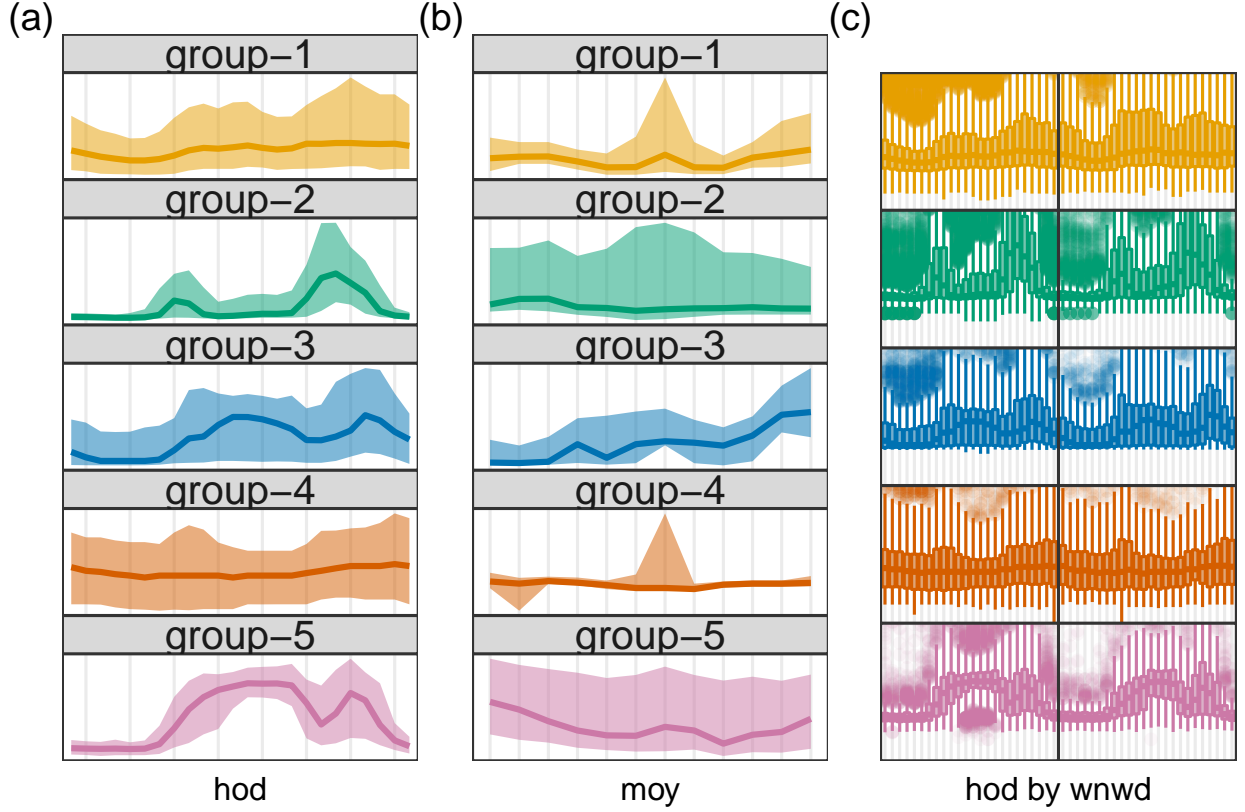 (a)
group−1
group−2
group−3
group−4
group−5
hod
(b)
group−1
group−2
group−3
group−4
group−5
moy
(c)
hod by wnwd